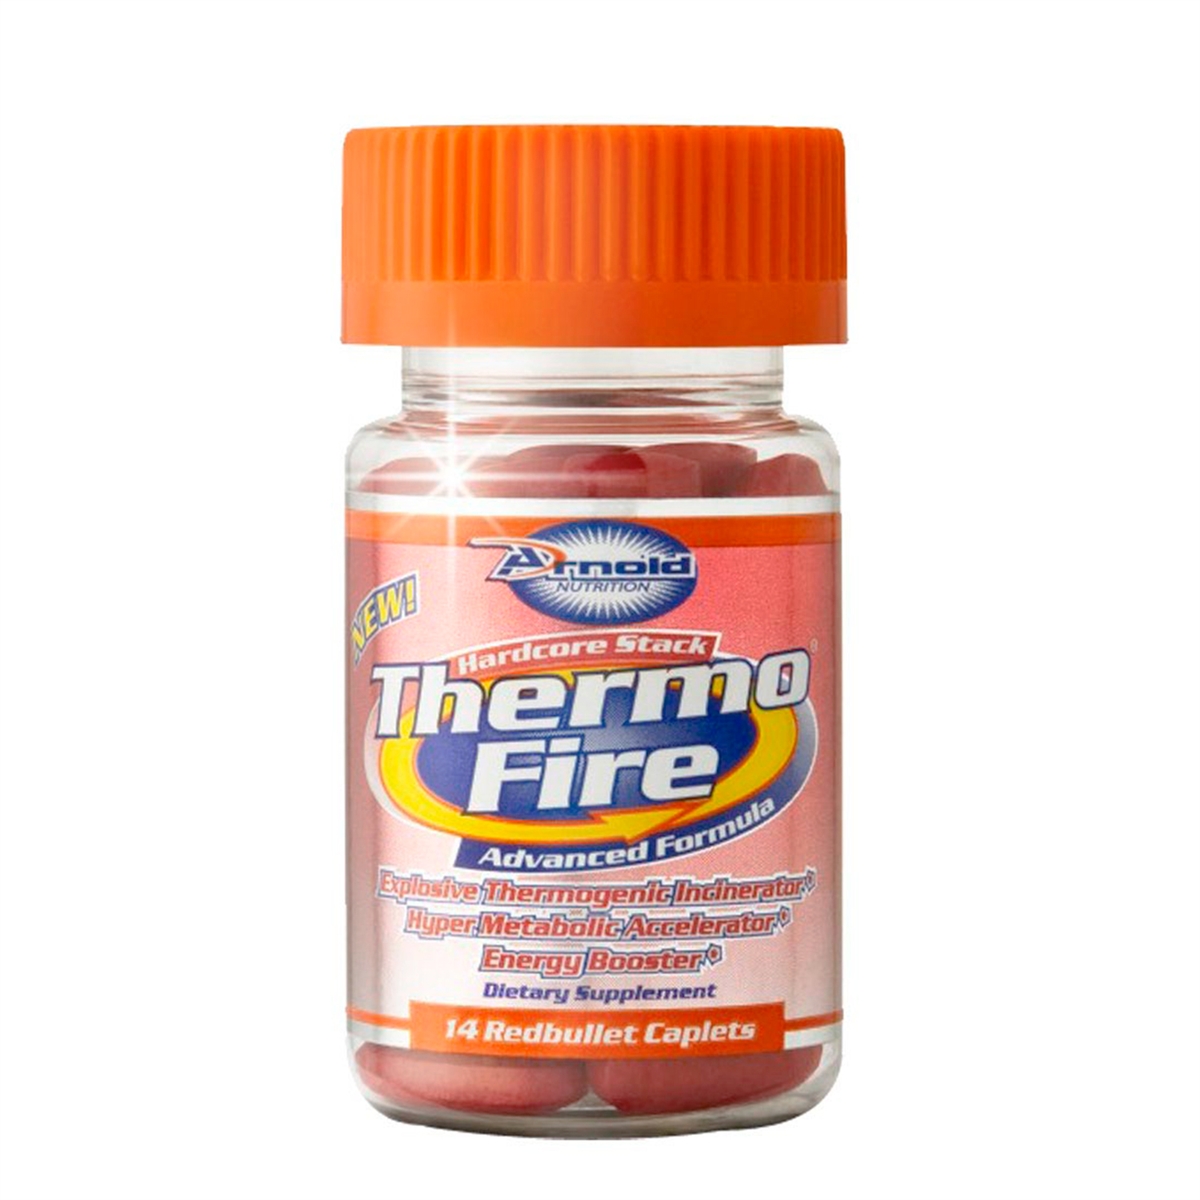 Arnold
NUTRITION
NEW!
Hardcore Stack
Thermo
Fire
Advanced Formula
Explosive Thermogenic Incinerator
Hyper Metabolic Accelerator
Energy Booster
Dietary Supplement
14 Redbullet Caplets